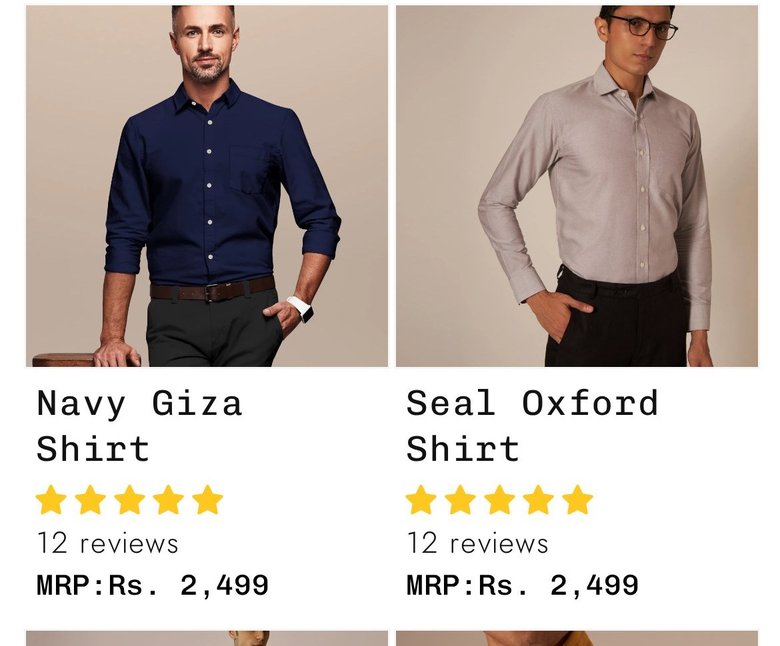 Navy Giza
Shirt
12 reviews
MRP:Rs. 2,499
Seal Oxford
Shirt
12 reviews
MRP:Rs. 2,499